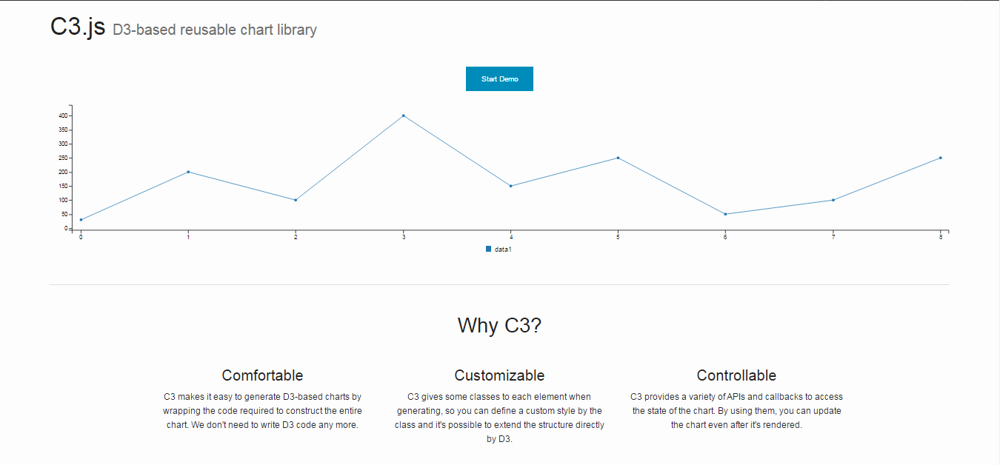 C3.js D3-based reusable chart library
Start Demo
400
350
300
250
200
150
100
50
0
0 1 2 3 4 5 6 7 8
data1
Why C3?
Comfortable
C3 makes it easy to generate D3-based charts by
wrapping the code required to construct the entire
chart. We don't need to write D3 code any more.
Customizable
C3 gives some classes to each element when
generating, so you can define a custom style by the
class and it's possible to extend the structure directly
by D3.
Controllable
C3 provides a variety of APIs and callbacks to access
the state of the chart. By using them, you can update
the chart even after it's rendered.